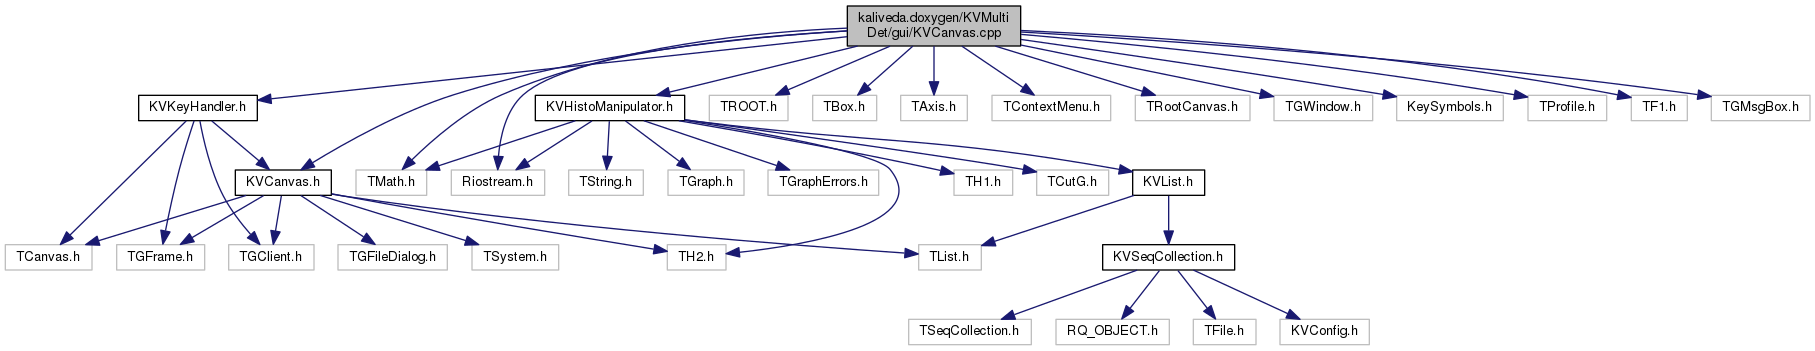 kaliveda.doxygen/KVMulti
Det/gui/KVCanvas.cpp
KVKeyHandler.h
KVHistoManipulator.h
TROOT.h
TBox.h
TAxis.h
TContextMenu.h
TRootCanvas.h
TGWindow.h
KeySymbols.h
TProfile.h
TF1.h
TGMsgBox.h
KVCanvas.h
TMath.h
Riostream.h
TString.h
TGraph.h
TGraphErrors.h
TH1.h
TCutG.h
KVList.h
TCanvas.h
TGFrame.h
TGClient.h
TGFileDialog.h
TSystem.h
TH2.h
TList.h
KVSeqCollection.h
TSeqCollection.h
RQ_OBJECT.h
TFile.h
KVConfig.h